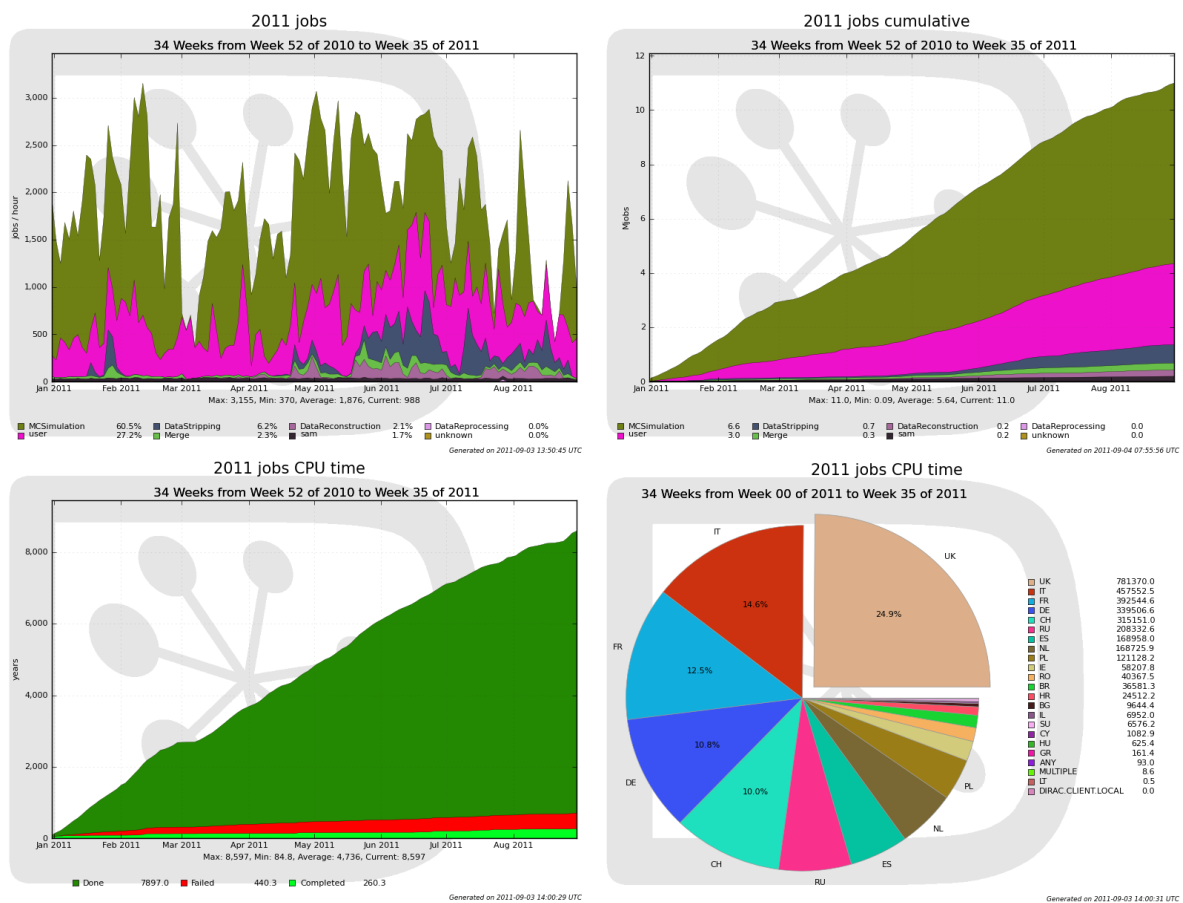 2011 jobs
34 Weeks from Week 52 of 2010 to Week 35 of 2011
3,000
2,500
2,000
1,500
1,000
500
0
jobs / hour
Jan 2011 Feb 2011 Mar 2011 Apr 2011 May 2011 Jun 2011 Jul 2011 Aug 2011
Max: 3,155, Min: 370, Average: 1,876, Current: 988
MCSimulation 60.5% DataStripping 6.2% DataReconstruction 2.1% DataReprocessing 0.0%
user 27.2% Merge 2.3% sam 1.7% unknown 0.0%
Generated on 2011-09-03 13:50:45 UTC
2011 jobs cumulative
34 Weeks from Week 52 of 2010 to Week 35 of 2011
12
10
8
6
4
2
0
Mjobs
Jan 2011 Feb 2011 Mar 2011 Apr 2011 May 2011 Jun 2011 Jul 2011 Aug 2011
Max: 11.0, Min: 0.09, Average: 5.64, Current: 11.0
MCSimulation 6.6 DataStripping 0.7 DataReconstruction 0.2 DataReprocessing 0.0
user 3.0 Merge 0.3 sam 0.2 unknown 0.0
Generated on 2011-09-04 07:55:56 UTC
2011 jobs CPU time
34 Weeks from Week 52 of 2010 to Week 35 of 2011
8,000
6,000
4,000
2,000
0
years
Jan 2011 Feb 2011 Mar 2011 Apr 2011 May 2011 Jun 2011 Jul 2011 Aug 2011
Max: 8,597, Min: 84.8, Average: 4,736, Current: 8,597
Done 7897.0 Failed 440.3 Completed 260.3
Generated on 2011-09-03 14:00:29 UTC
2011 jobs CPU time
34 Weeks from Week 00 of 2011 to Week 35 of 2011
IT
UK
14.6%
24.9%
FR
12.5%
10.8%
DE
10.0%
PL
NL
CH
ES
RU
UK 781370.0
IT 457552.5
FR 392544.6
DE 339506.6
CH 315151.0
RU 208332.6
ES 168958.0
NL 168725.9
PL 121128.2
IE 58207.8
RO 40367.5
BR 36581.3
HR 24512.2
BG 9644.4
IL 6952.0
SU 6576.2
CY 1082.9
HU 625.4
GR 161.4
ANY 93.0
MULTIPLE 8.6
LT 0.5
DIRAC.CLIENT.LOCAL 0.0
Generated on 2011-09-03 14:00:31 UTC